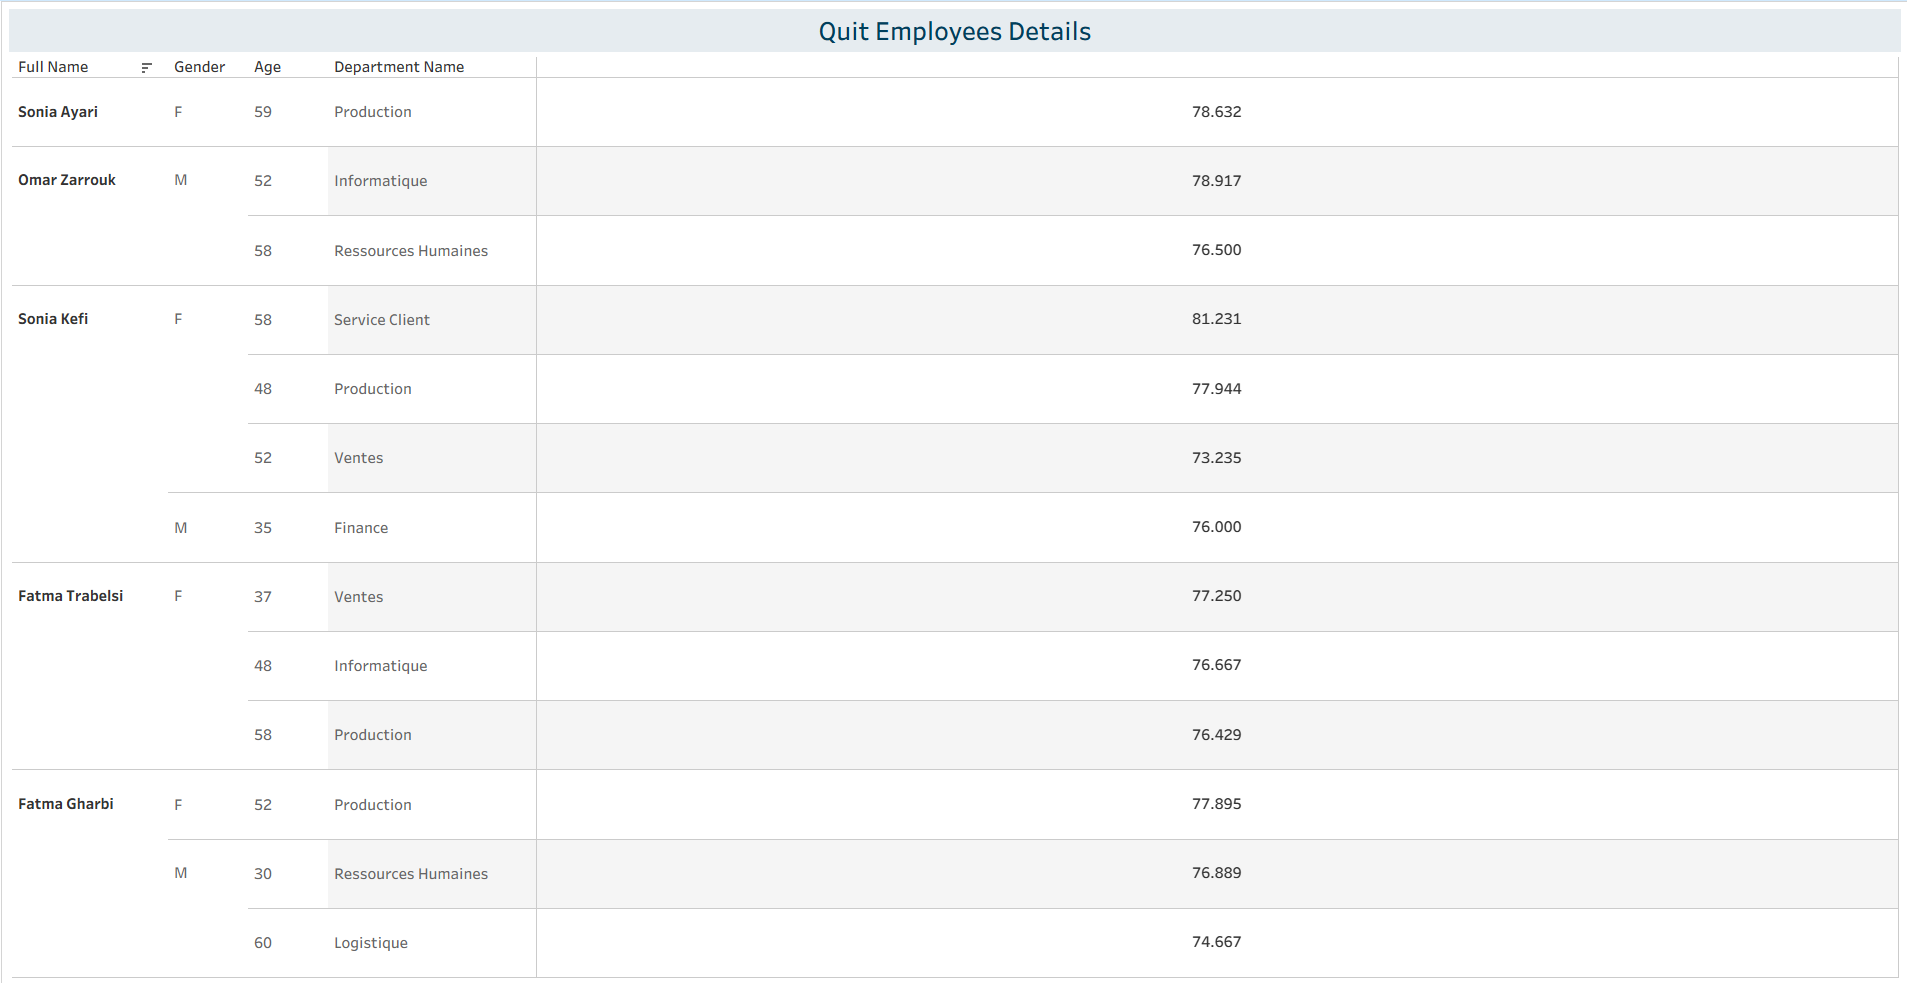 Quit Employees Details
Full Name Gender Age Department Name
Sonia Ayari F 59 Production 78.632
Omar Zarrouk M 52 Informatique 78.917
58 Ressources Humaines 76.500
Sonia Kefi F 58 Service Client 81.231
48 Production 77.944
52 Ventes 73.235
M 35 Finance 76.000
Fatma Trabelsi F 37 Ventes 77.250
48 Informatique 76.667
58 Production 76.429
Fatma Gharbi F 52 Production 77.895
M 30 Ressources Humaines 76.889
60 Logistique 74.667